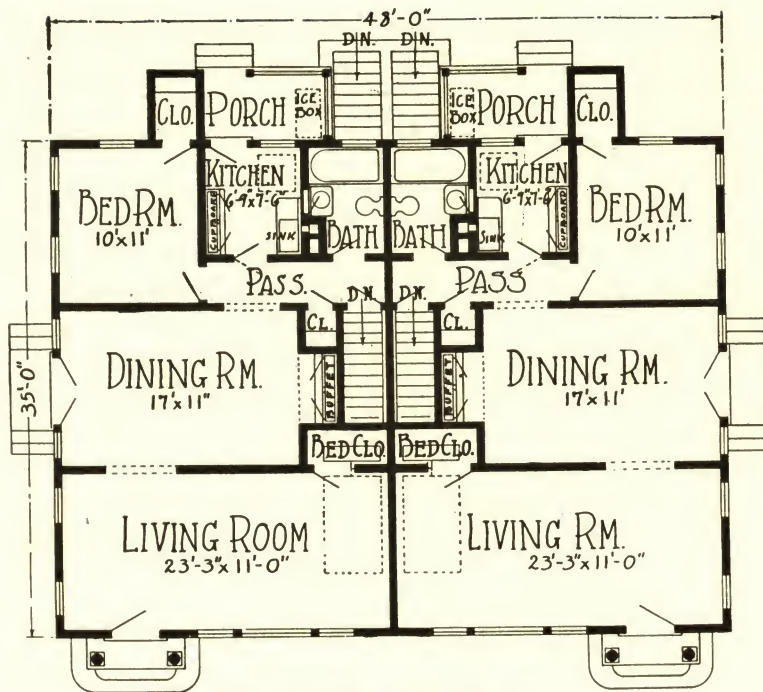 48'-0"
DN. DN.
CLO. PORCH ICE BOX ICE BOX PORCH CLO.
KITCHEN 6'-9"x7'-6" KITCHEN 6'-9"x7'-6"
BED RM. 10'x11' BED RM. 10'x11'
CUPBOARD SINK BATH BATH SINK CUPBOARD
PASS. DN. DN. PASS
CL. CL.
35'-0"
DINING RM. DINING RM.
17'x11" BUFFET BUFFET 17'x11'
BED CLO. BED CLO.
LIVING ROOM LIVING RM.
23'-3"x11'-0" 23'-3"x11'-0"